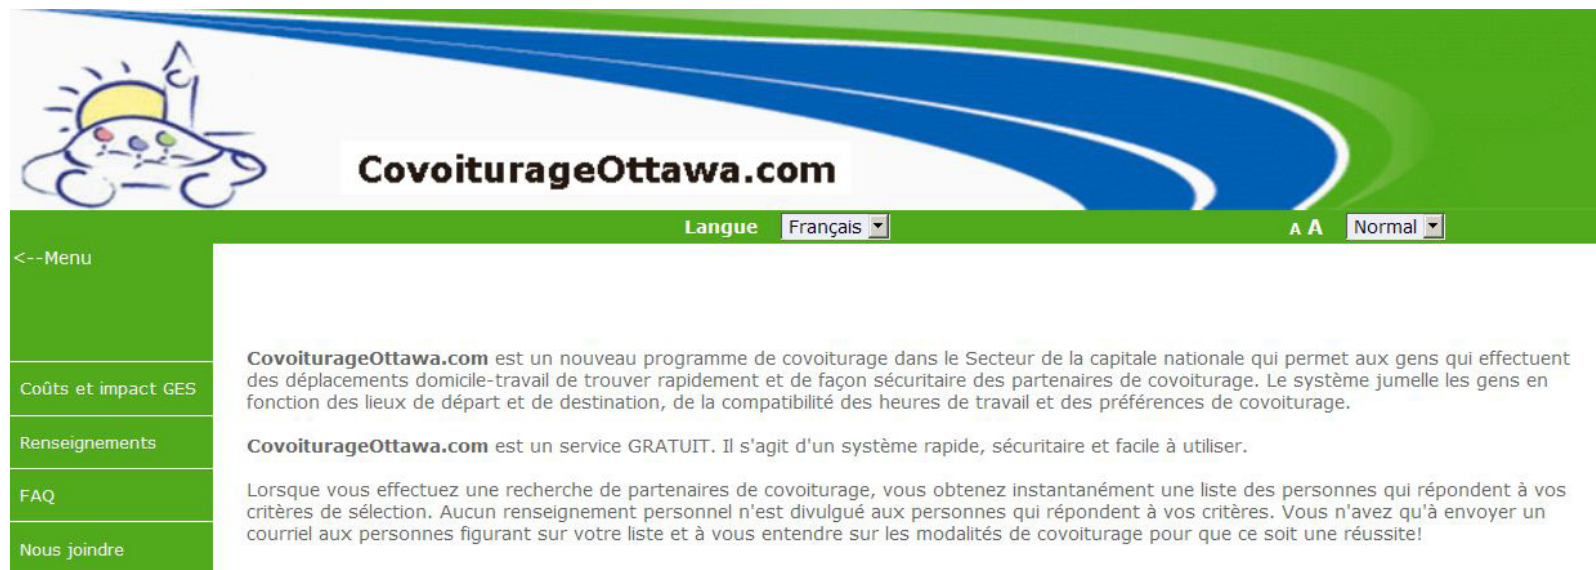 CovoiturageOttawa.com
Langue Français A A Normal
<--Menu
Coûts et impact GES
Renseignements
FAQ
Nous joindre
CovoiturageOttawa.com est un nouveau programme de covoiturage dans le Secteur de la capitale nationale qui permet aux gens qui effectuent
des déplacements domicile-travail de trouver rapidement et de façon sécuritaire des partenaires de covoiturage. Le système jumelle les gens en
fonction des lieux de départ et de destination, de la compatibilité des heures de travail et des préférences de covoiturage.
CovoiturageOttawa.com est un service GRATUIT. Il s'agit d'un système rapide, sécuritaire et facile à utiliser.
Lorsque vous effectuez une recherche de partenaires de covoiturage, vous obtenez instantanément une liste des personnes qui répondent à vos
critères de sélection. Aucun renseignement personnel n'est divulgué aux personnes qui répondent à vos critères. Vous n'avez qu'à envoyer un
courriel aux personnes figurant sur votre liste et à vous entendre sur les modalités de covoiturage pour que ce soit une réussite!